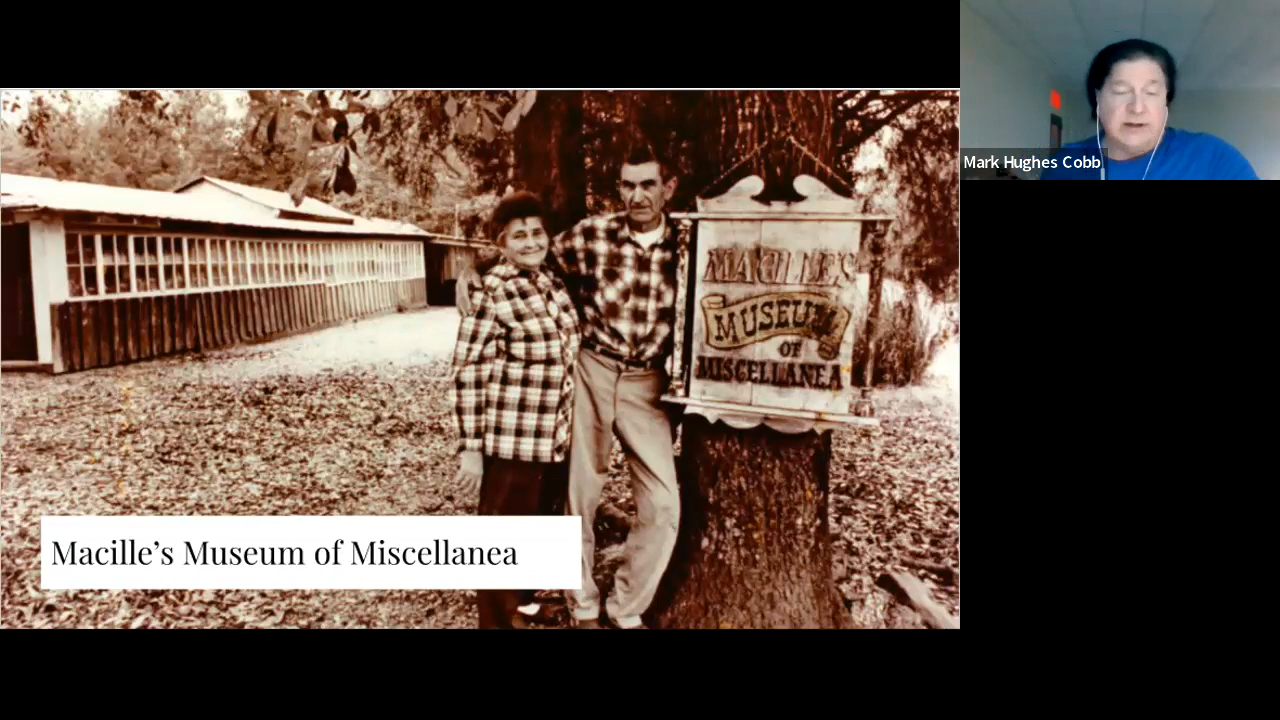 Mark Hughes Cobb
MACILLE'S
MUSEUM
OF
MISCELLANEA
Macille’s Museum of Miscellanea